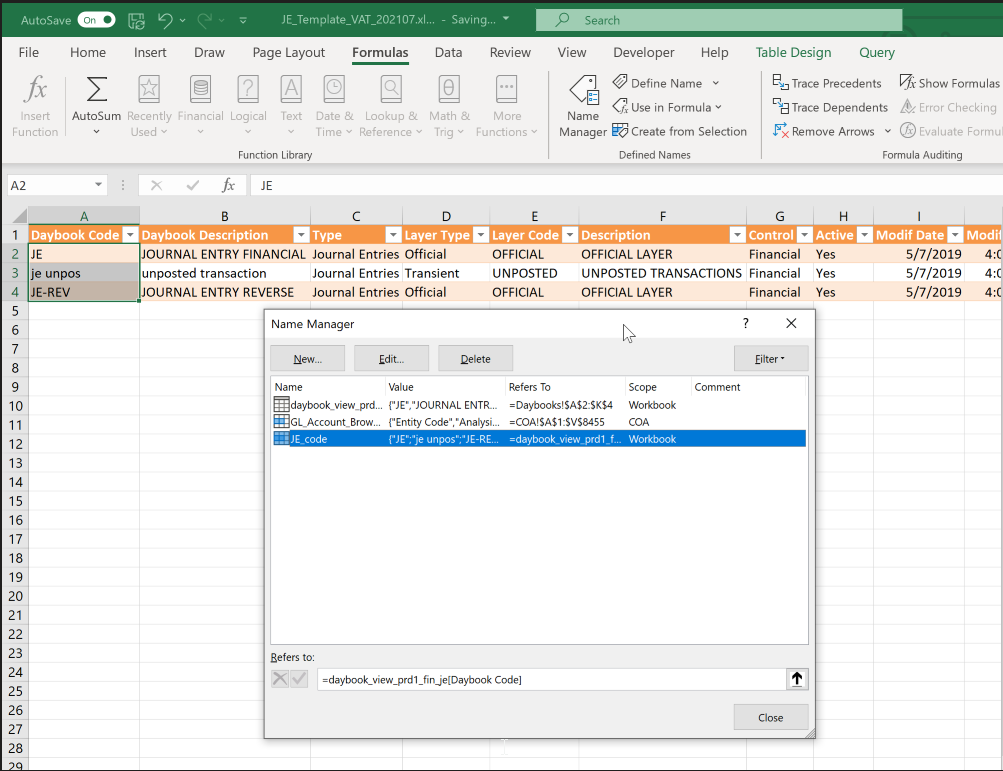 AutoSave On JE_Template_VAT_202107.xl... - Saving... Search
File Home Insert Draw Page Layout Formulas Data Review View Developer Help Table Design Query
fx Insert Function
AutoSum
Recently Used
Financial
Logical
Text
Date & Time
Lookup & Reference
Math & Trig
More Functions
Function Library
Name Manager
Define Name
Use in Formula
Create from Selection
Defined Names
Trace Precedents
Trace Dependents
Remove Arrows
Show Formulas
Error Checking
Evaluate Formu
Formula Auditing
A2 fx JE
A B C D E F G H I
1 Daybook Code Daybook Description Type Layer Type Layer Code Description Control Active Modif Date Modif
2 JE JOURNAL ENTRY FINANCIAL Journal Entries Official OFFICIAL OFFICIAL LAYER Financial Yes 5/7/2019 4:0
3 je unpos unposted transaction Journal Entries Transient UNPOSTED UNPOSTED TRANSACTIONS Financial Yes 5/7/2019 4:0
4 JE-REV JOURNAL ENTRY REVERSE Journal Entries Official OFFICIAL OFFICIAL LAYER Financial Yes 5/7/2019 4:0
5
6
7
8
9
10
11
12
13
14
15
16
17
18
19
20
21
22
23
24
25
26
27
28
29
Name Manager ?
New... Edit... Delete Filter
Name Value Refers To Scope Comment
daybook_view_prd... {"JE","JOURNAL ENTR... =Daybooks!$A$2:$K$4 Workbook
GL_Account_Brow... {"Entity Code","Analysi... =COA!$A$1:$V$8455 COA
JE_code {"JE";"je unpos";"JE-RE... =daybook_view_prd1_f... Workbook
Refers to:
=daybook_view_prd1_fin_je[Daybook Code]
Close